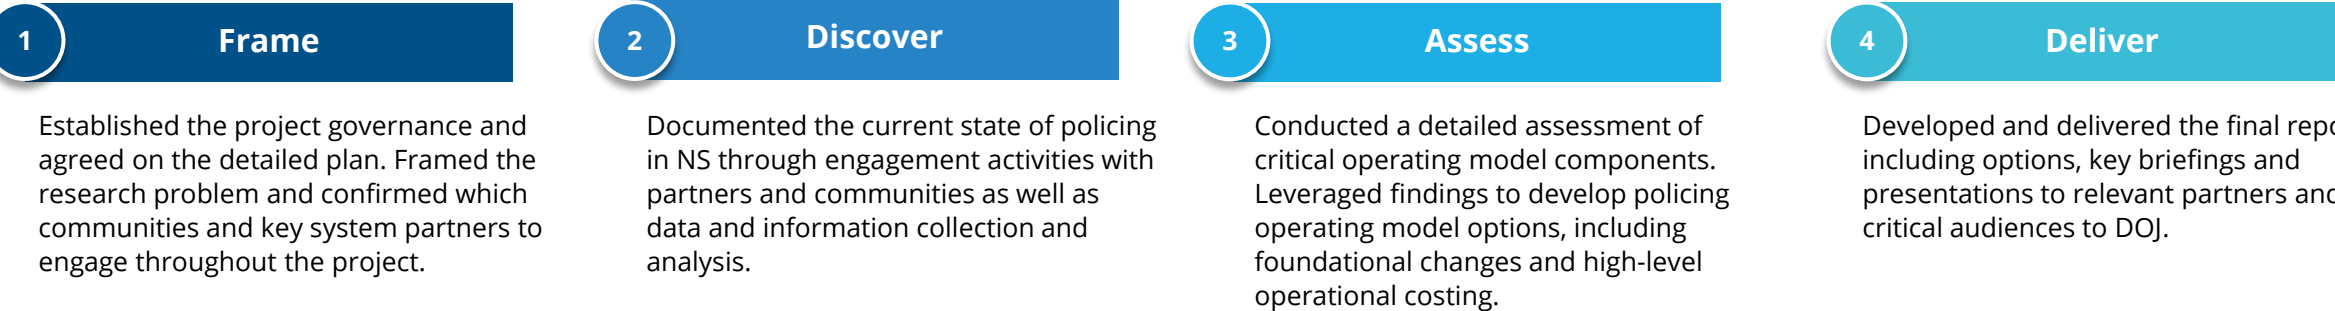 1
Frame
Established the project governance and
agreed on the detailed plan. Framed the
research problem and confirmed which
communities and key system partners to
engage throughout the project.
2
Discover
Documented the current state of policing
in NS through engagement activities with
partners and communities as well as
data and information collection and
analysis.
3
Assess
Conducted a detailed assessment of
critical operating model components.
Leveraged findings to develop policing
operating model options, including
foundational changes and high-level
operational costing.
4
Deliver
Developed and delivered the final
including options, key briefings and
presentations to relevant partners
critical audiences to DOJ.